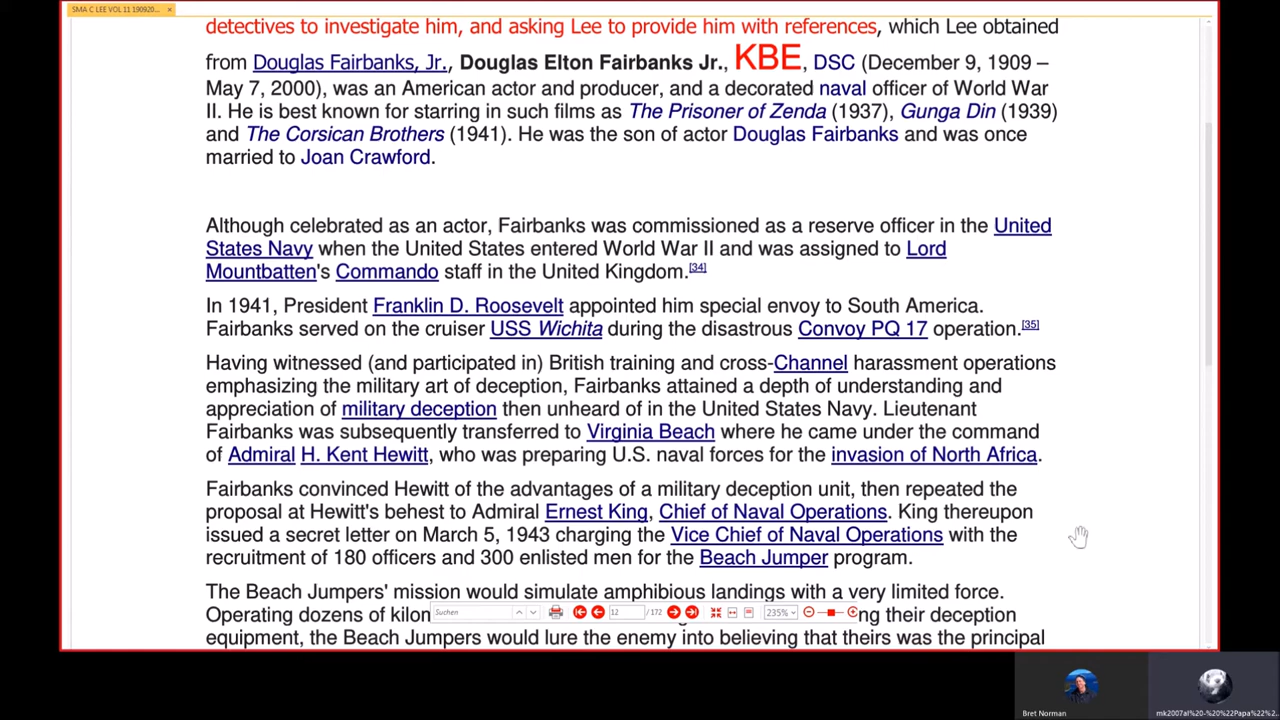 SMA C LEE VOL 11 190920... ×
detectives to investigate him, and asking Lee to provide him with references, which Lee obtained
from Douglas Fairbanks, Jr., Douglas Elton Fairbanks Jr., KBE, DSC (December 9, 1909 –
May 7, 2000), was an American actor and producer, and a decorated naval officer of World War
II. He is best known for starring in such films as The Prisoner of Zenda (1937), Gunga Din (1939)
and The Corsican Brothers (1941). He was the son of actor Douglas Fairbanks and was once
married to Joan Crawford.
Although celebrated as an actor, Fairbanks was commissioned as a reserve officer in the United
States Navy when the United States entered World War II and was assigned to Lord
Mountbatten's Commando staff in the United Kingdom.[34]
In 1941, President Franklin D. Roosevelt appointed him special envoy to South America.
Fairbanks served on the cruiser USS Wichita during the disastrous Convoy PQ 17 operation.[35]
Having witnessed (and participated in) British training and cross-Channel harassment operations
emphasizing the military art of deception, Fairbanks attained a depth of understanding and
appreciation of military deception then unheard of in the United States Navy. Lieutenant
Fairbanks was subsequently transferred to Virginia Beach where he came under the command
of Admiral H. Kent Hewitt, who was preparing U.S. naval forces for the invasion of North Africa.
Fairbanks convinced Hewitt of the advantages of a military deception unit, then repeated the
proposal at Hewitt's behest to Admiral Ernest King, Chief of Naval Operations. King thereupon
issued a secret letter on March 5, 1943 charging the Vice Chief of Naval Operations with the
recruitment of 180 officers and 300 enlisted men for the Beach Jumper program.
The Beach Jumpers' mission would simulate amphibious landings with a very limited force.
Operating dozens of kilon ng their deception
Suchen 12 / 172 235%
equipment, the Beach Jumpers would lure the enemy into believing that theirs was the principal
Bret Norman
mk2007al%20-%20%22Papa%22%2...